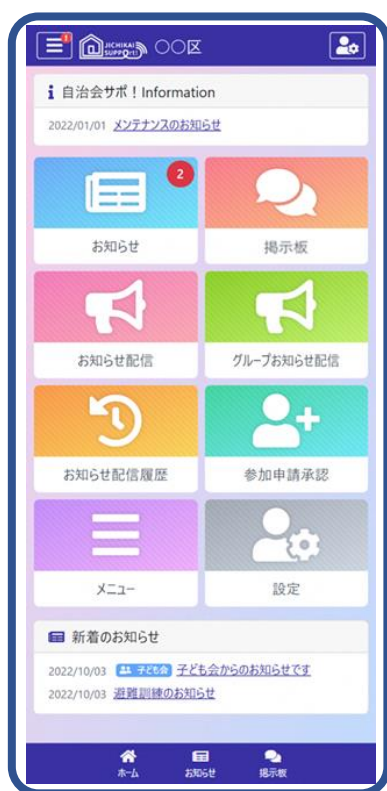 ! JICHIKAI SUPPORT! 〇〇区
自治会サポ！Information
2022/01/01 メンテナンスのお知らせ
2
お知らせ 掲示板
お知らせ配信 グループお知らせ配信
お知らせ配信履歴 参加申請承認
メニュー 設定
新着のお知らせ
2022/10/03 子ども会 子ども会からのお知らせです
2022/10/03 避難訓練のお知らせ
ホーム お知らせ 掲示板